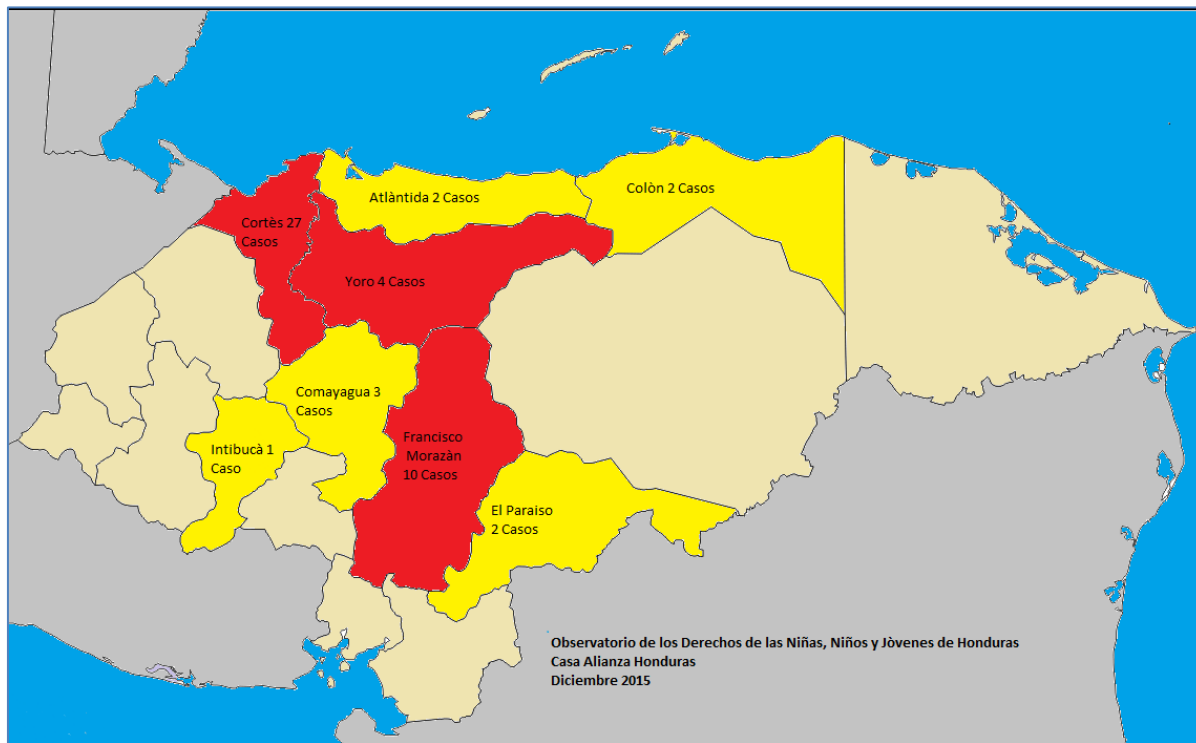 Atlàntida 2 Casos
Colòn 2 Casos
Cortès 27
Casos
Yoro 4 Casos
Comayagua 3
Casos
Francisco
Morazàn
10 Casos
Intibucà 1
Caso
El Paraiso
2 Casos
Observatorio de los Derechos de las Niñas, Niños y Jòvenes de Honduras
Casa Alianza Honduras
Diciembre 2015